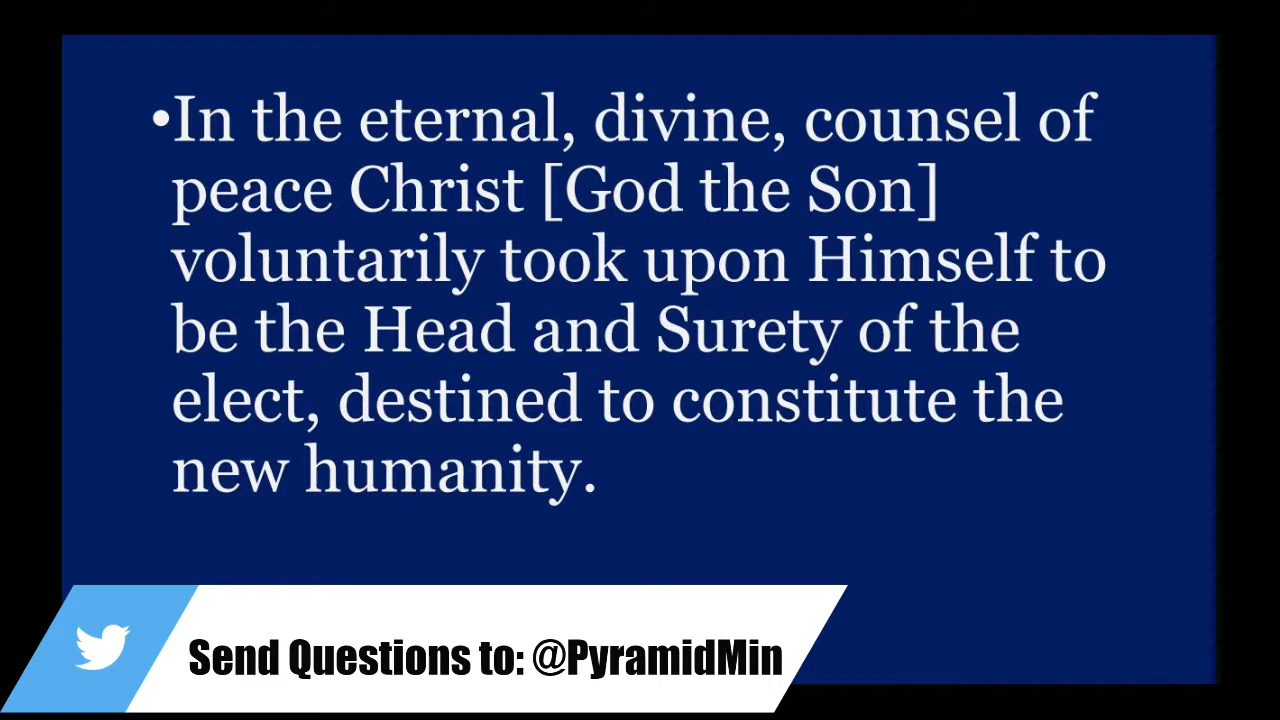 •In the eternal, divine, counsel of
peace Christ [God the Son]
voluntarily took upon Himself to
be the Head and Surety of the
elect, destined to constitute the
new humanity.
Send Questions to: @PyramidMin